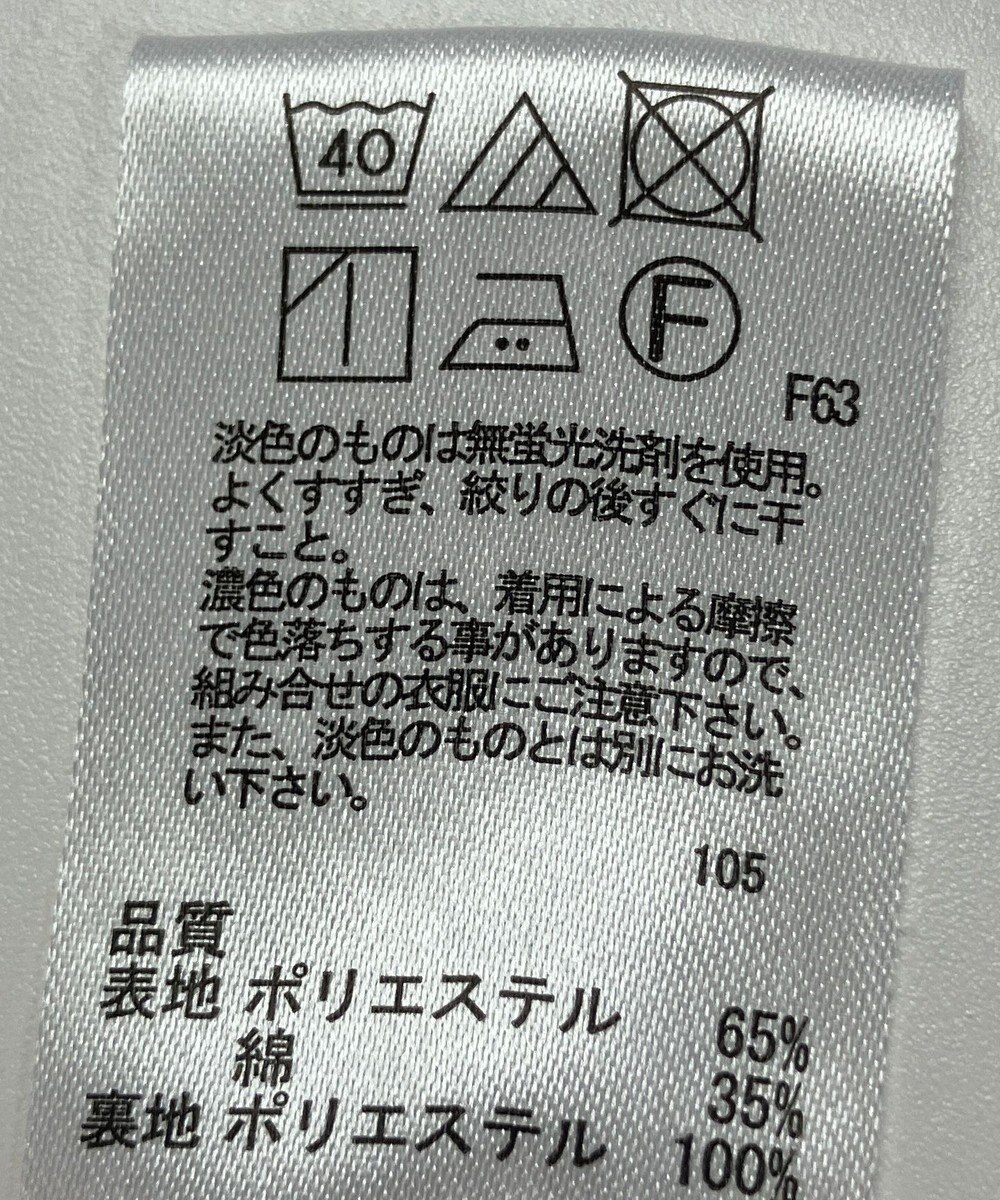 40
F
F63
淡色のものは無蛍光洗剤を使用。
よくすすぎ、絞りの後すぐに干
すこと。
濃色のものは、着用による摩擦
で色落ちする事がありますので、
組み合せの衣服にご注意下さい。
また、淡色のものとは別にお洗
い下さい。
105
品質
表地 ポリエステル 65%
綿 35%
裏地 ポリエステル 100%